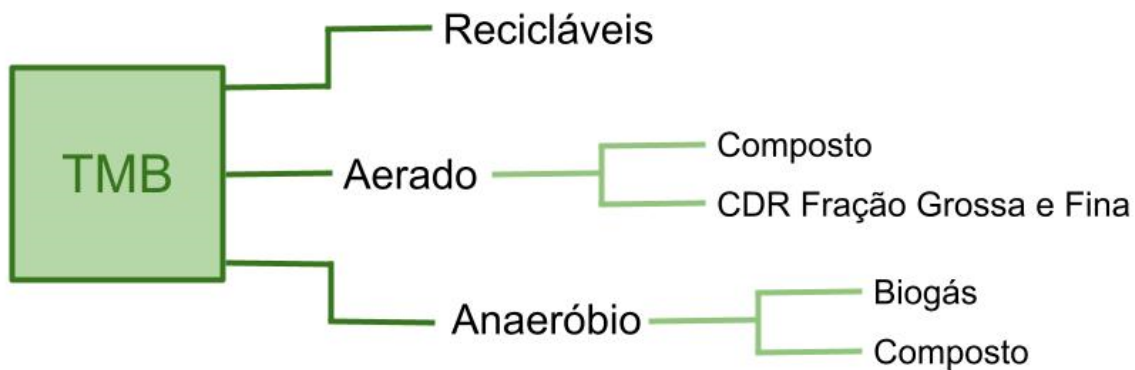 Recicláveis
TMB
Aerado
Composto
CDR Fração Grossa e Fina
Anaeróbio
Biogás
Composto